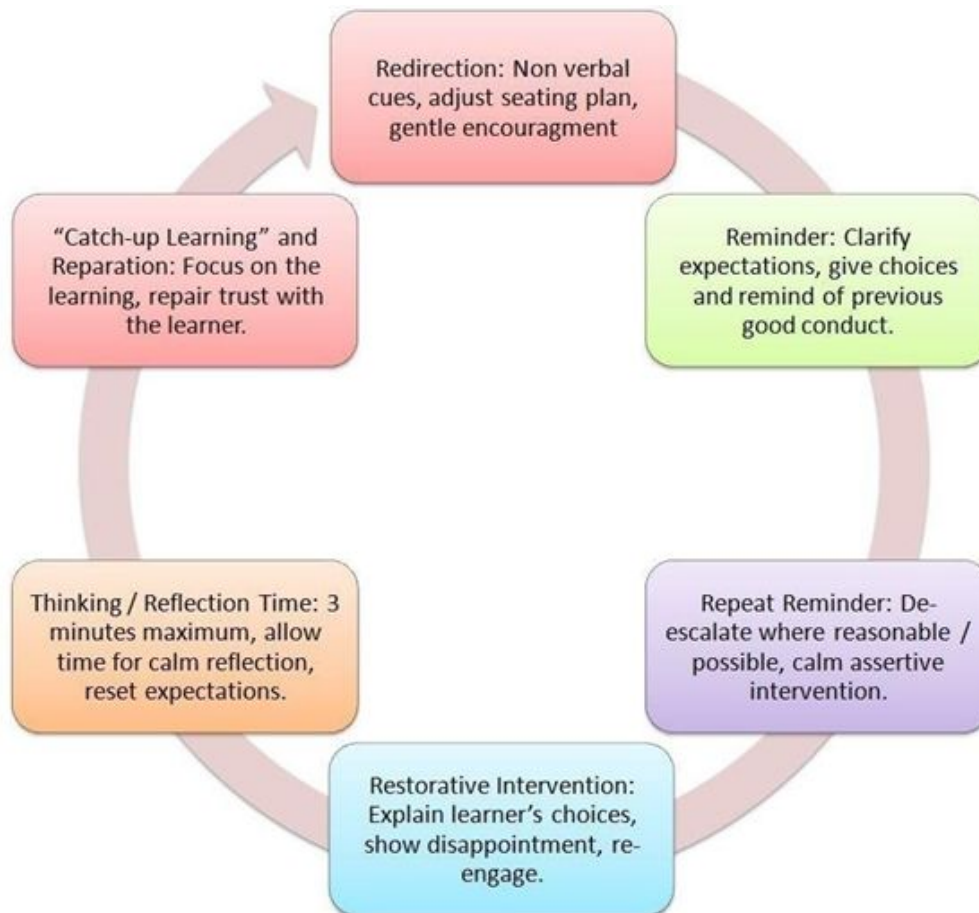 Redirection: Non verbal
cues, adjust seating plan,
gentle encouragment
Reminder: Clarify
expectations, give choices
and remind of previous
good conduct.
Repeat Reminder: De-
escalate where reasonable /
possible, calm assertive
intervention.
Restorative Intervention:
Explain learner's choices,
show disappointment, re-
engage.
Thinking / Reflection Time: 3
minutes maximum, allow
time for calm reflection,
reset expectations.
“Catch-up Learning” and
Reparation: Focus on the
learning, repair trust with
the learner.